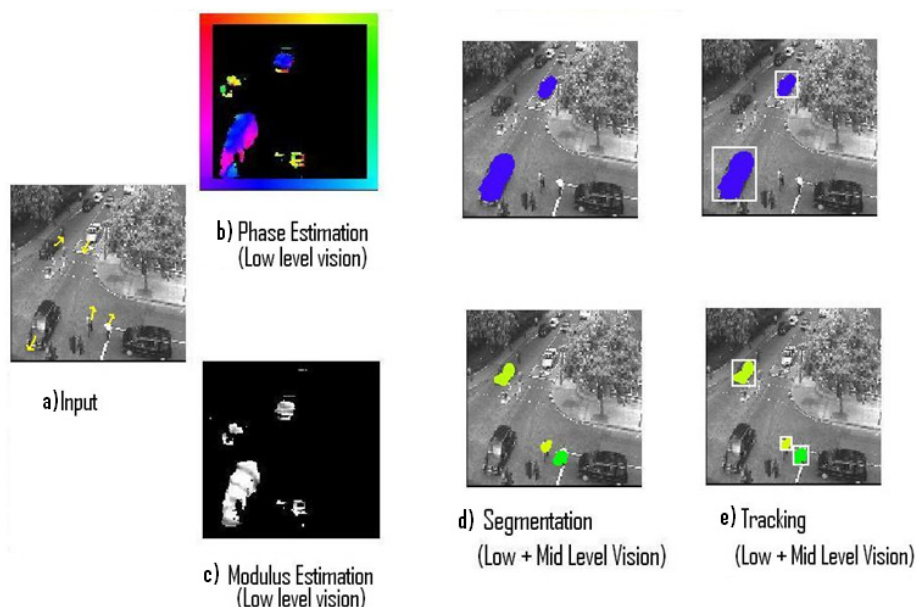 a) Input
b) Phase Estimation
(Low level vision)
c) Modulus Estimation
(Low level vision)
d) Segmentation
(Low + Mid Level Vision)
e) Tracking
(Low + Mid Level Vision)